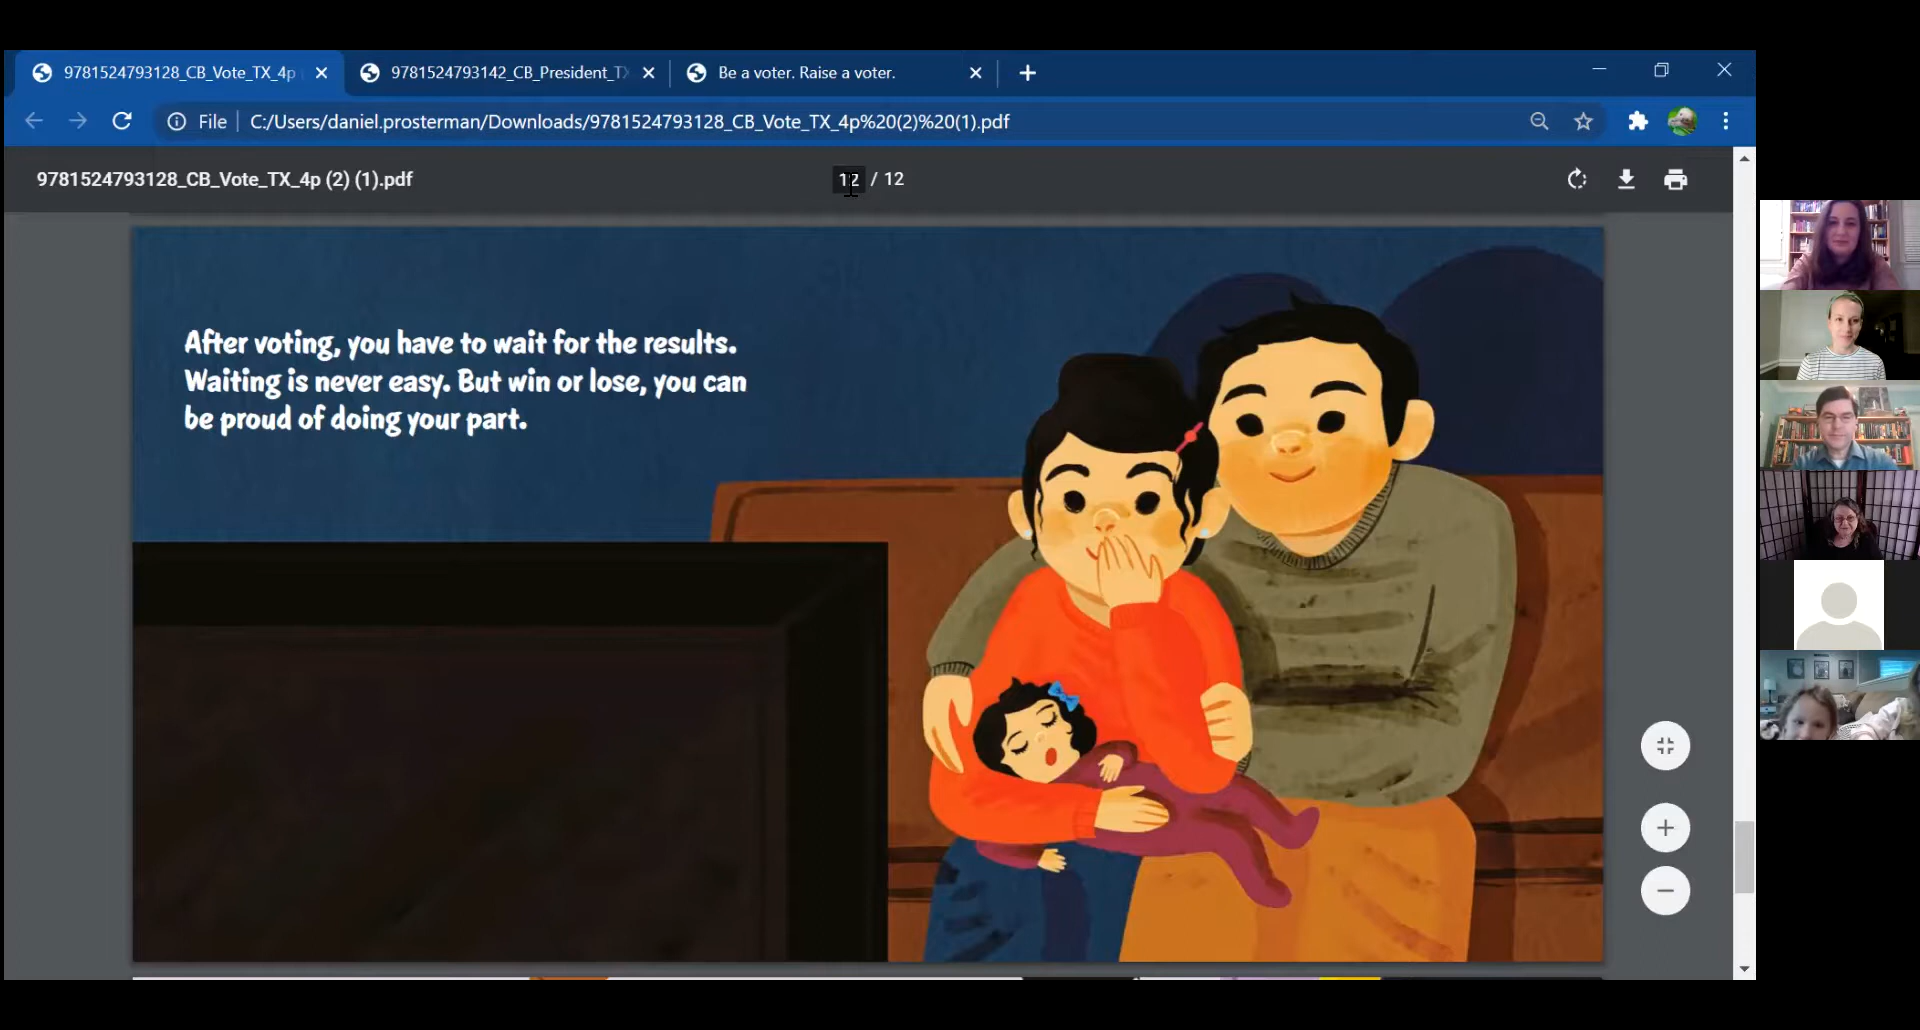 9781524793128_CB_Vote_TX_4p
9781524793142_CB_President_TX
Be a voter. Raise a voter.
File
C:/Users/daniel.prosterman/Downloads/9781524793128_CB_Vote_TX_4p%20(2)%20(1).pdf
9781524793128_CB_Vote_TX_4p (2) (1).pdf
12 / 12
After voting, you have to wait for the results.
Waiting is never easy. But win or lose, you can
be proud of doing your part.